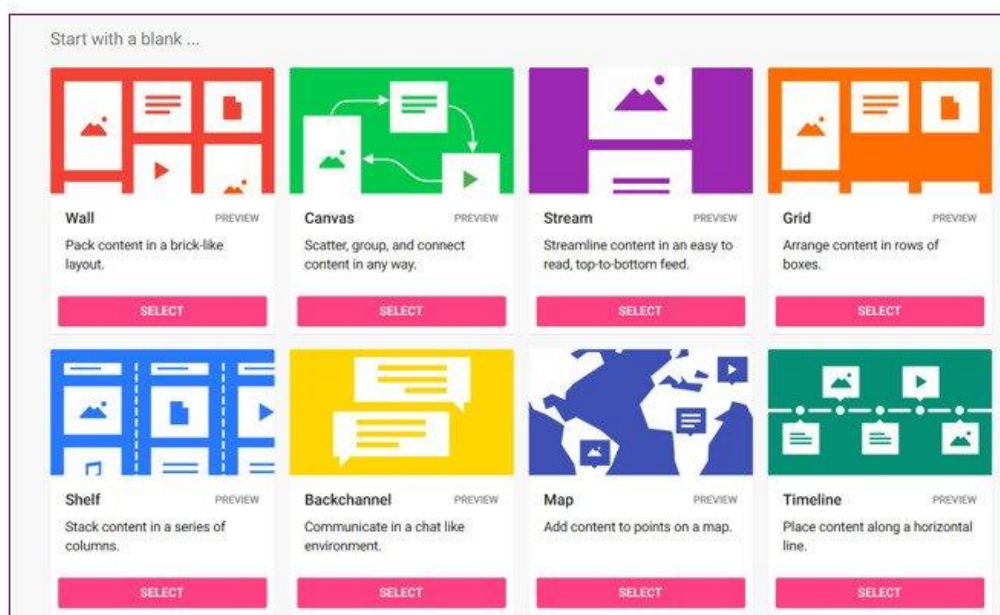 Start with a blank ...
Wall PREVIEW
Pack content in a brick-like
layout.
SELECT
Canvas PREVIEW
Scatter, group, and connect
content in any way.
SELECT
Stream PREVIEW
Streamline content in an easy to
read, top-to-bottom feed.
SELECT
Grid PREVIEW
Arrange content in rows of
boxes.
SELECT
Shelf PREVIEW
Stack content in a series of
columns.
SELECT
Backchannel PREVIEW
Communicate in a chat like
environment.
SELECT
Map PREVIEW
Add content to points on a map.
SELECT
Timeline PREVIEW
Place content along a horizontal
line.
SELECT